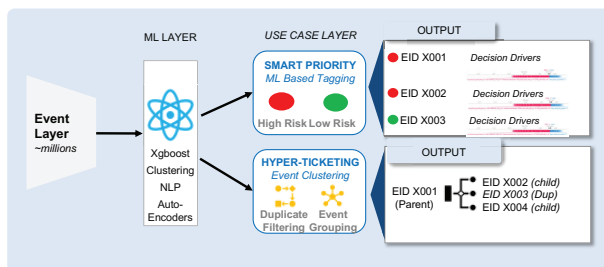 ML LAYER
USE CASE LAYER
OUTPUT
Event
Layer
~millions
Xgboost
Clustering
NLP
Auto-
Encoders
SMART PRIORITY
ML Based Tagging
High Risk Low Risk
EID X001 Decision Drivers
EID X002 Decision Drivers
EID X003 Decision Drivers
HYPER-TICKETING
Event Clustering
Duplicate Event
Filtering Grouping
OUTPUT
EID X001
(Parent)
EID X002 (child)
EID X003 (Dup)
EID X004 (child)